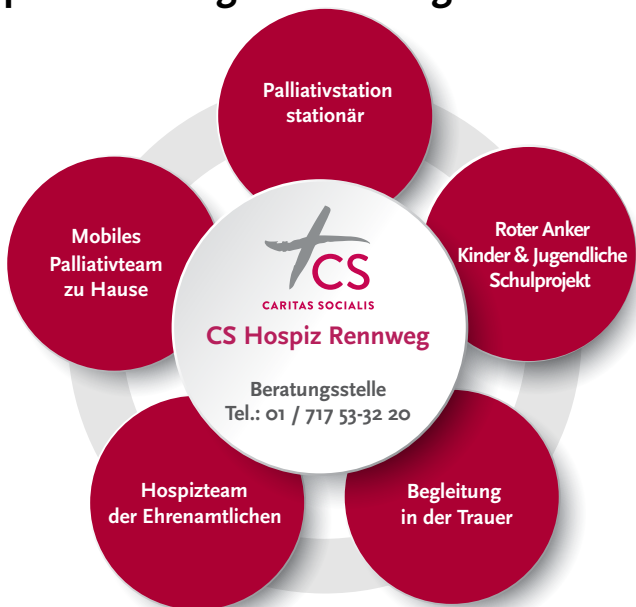 Palliativstation
stationär
Mobiles
Palliativteam
zu Hause
Roter Anker
Kinder & Jugendliche
Schulprojekt
CS
CARITAS SOCIALIS
CS Hospiz Rennweg
Beratungsstelle
Tel.: 01 / 717 53-32 20
Hospizteam
der Ehrenamtlichen
Begleitung
in der Trauer